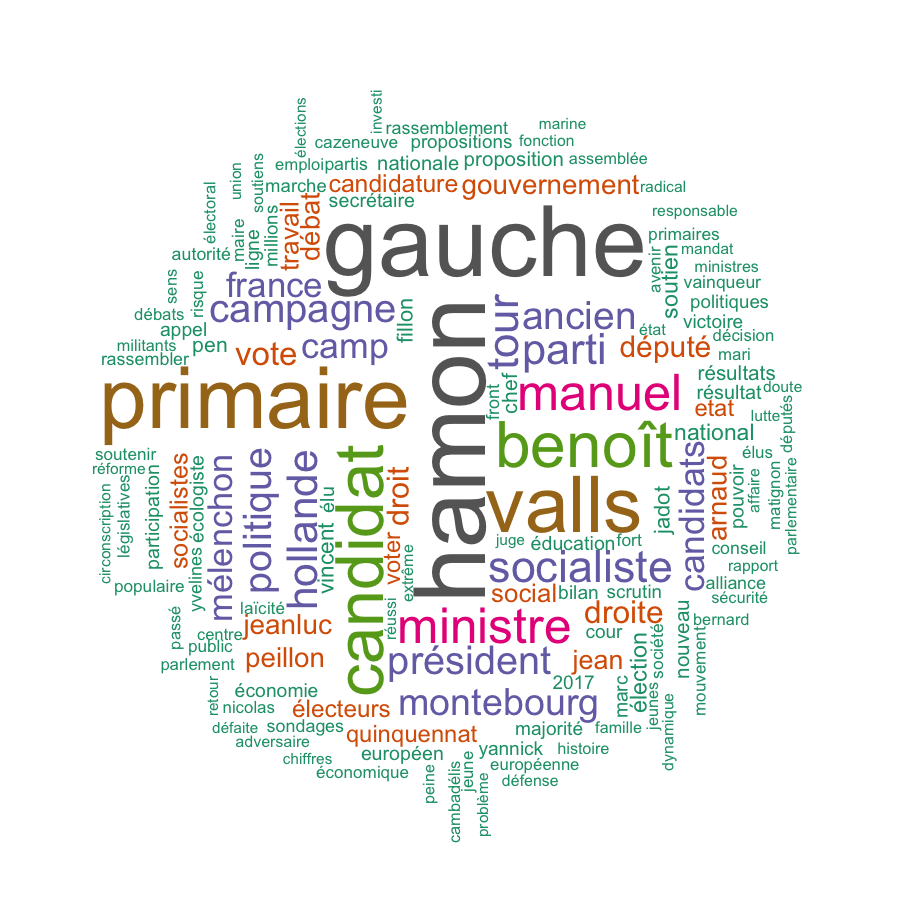 élections
investi
rassemblement
marine
cazeneuve
propositions
fonction
emploi
partis
nationale
proposition
assemblée
union
soutiens
marche
candidature
gouvernement
radical
électoral
maire
ligne
millions
travail
débat
secrétaire
gauche
responsable
autorité
primaires
avenir
soutien
mandat
sens
risque
france
ministres
vainqueur
campagne
fillon
hamon
tour
ancien
politiques
débats
appel
état
victoire
décision
militants
pen
vote
camp
parti
député
mari
rassembler
primaire
front
chef
manuel
résultats
résultat
doute
etat
lutte
députés
benoît
national
élus
soutenir
réforme
candidat
valls
candidats
arnaud
pouvoir
affaire
matignon
parlementaire
circonscription
législatives
participation
socialistes
écologiste
yvelines
mélenchon
politique
hollande
vincent
élu
droit
voter
extrême
jadot
juge
éducation
fort
conseil
socialiste
rapport
populaire
social
bilan
scrutin
alliance
sécurité
laïcité
réussi
droite
passé
centre
public
jeanluc
ministre
cour
nouveau
bernard
parlement
peillon
président
jean
société
élection
marc
mouvement
retour
économie
2017
nicolas
électeurs
montebourg
jeunes
défaite
sondages
quinquennat
majorité
famille
dynamique
adversaire
chiffres
européen
yannick
histoire
économique
peine
cambadélis
jeune
européenne
problème
défense